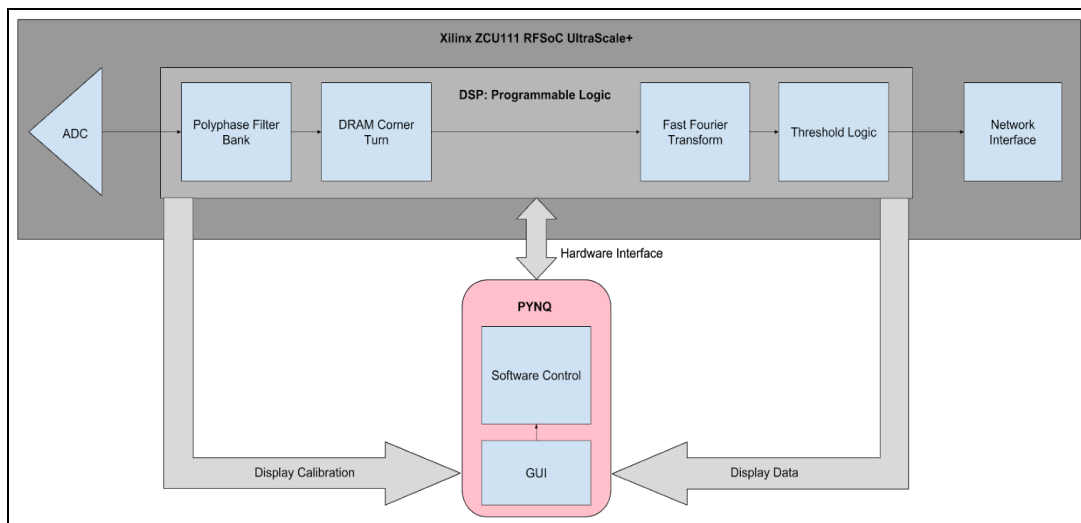 Xilinx ZCU111 RFSoC UltraScale+
DSP: Programmable Logic
ADC
Polyphase Filter
Bank
DRAM Corner
Turn
Fast Fourier
Transform
Threshold Logic
Network
Interface
Hardware Interface
PYNQ
Software Control
GUI
Display Calibration
Display Data